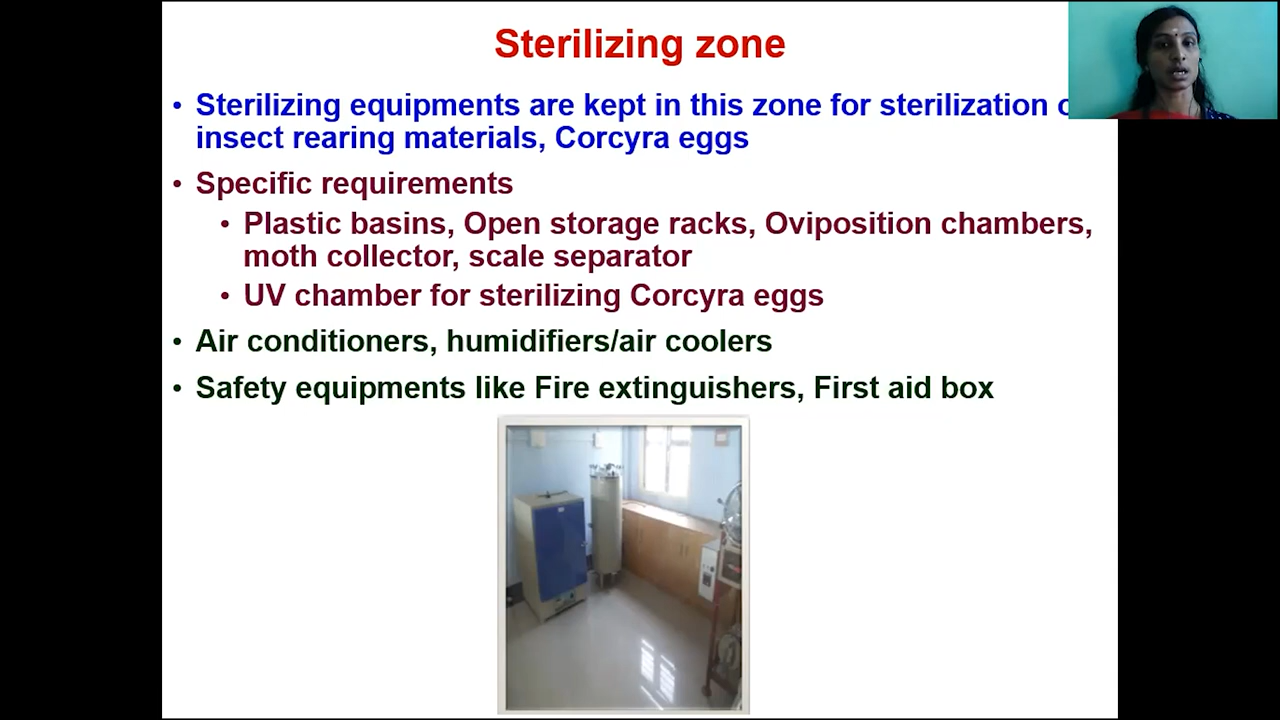 Sterilizing zone
• Sterilizing equipments are kept in this zone for sterilization
insect rearing materials, Corcyra eggs
• Specific requirements
• Plastic basins, Open storage racks, Oviposition chambers,
moth collector, scale separator
• UV chamber for sterilizing Corcyra eggs
• Air conditioners, humidifiers/air coolers
• Safety equipments like Fire extinguishers, First aid box